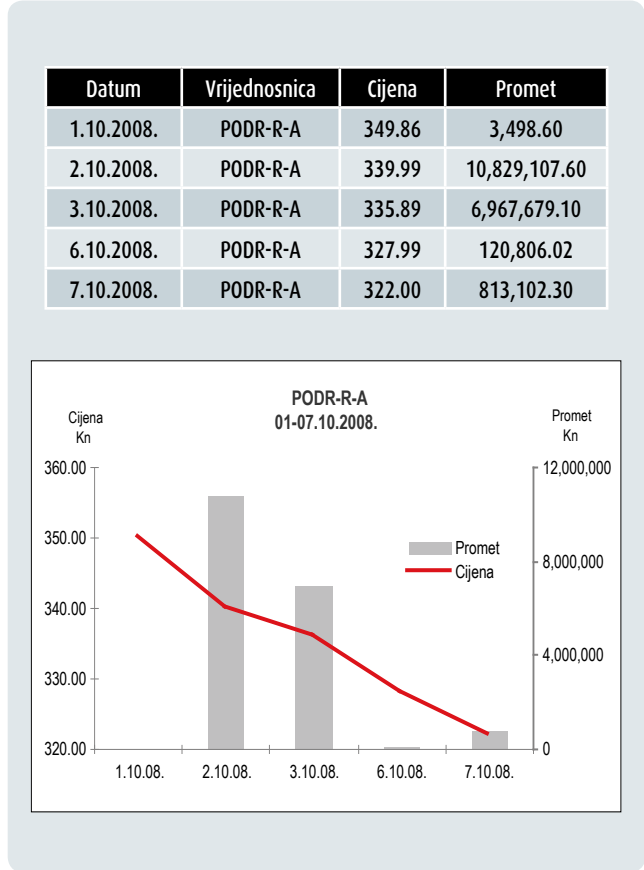 Datum Vrijednosnica Cijena Promet
1.10.2008. PODR-R-A 349.86 3,498.60
2.10.2008. PODR-R-A 339.99 10,829,107.60
3.10.2008. PODR-R-A 335.89 6,967,679.10
6.10.2008. PODR-R-A 327.99 120,806.02
7.10.2008. PODR-R-A 322.00 813,102.30
PODR-R-A
01-07.10.2008.
Cijena
Kn
Promet
Kn
360.00 12,000,000
350.00
Promet 8,000,000
Cijena
340.00
4,000,000
330.00
320.00 0
1.10.08. 2.10.08. 3.10.08. 6.10.08. 7.10.08.